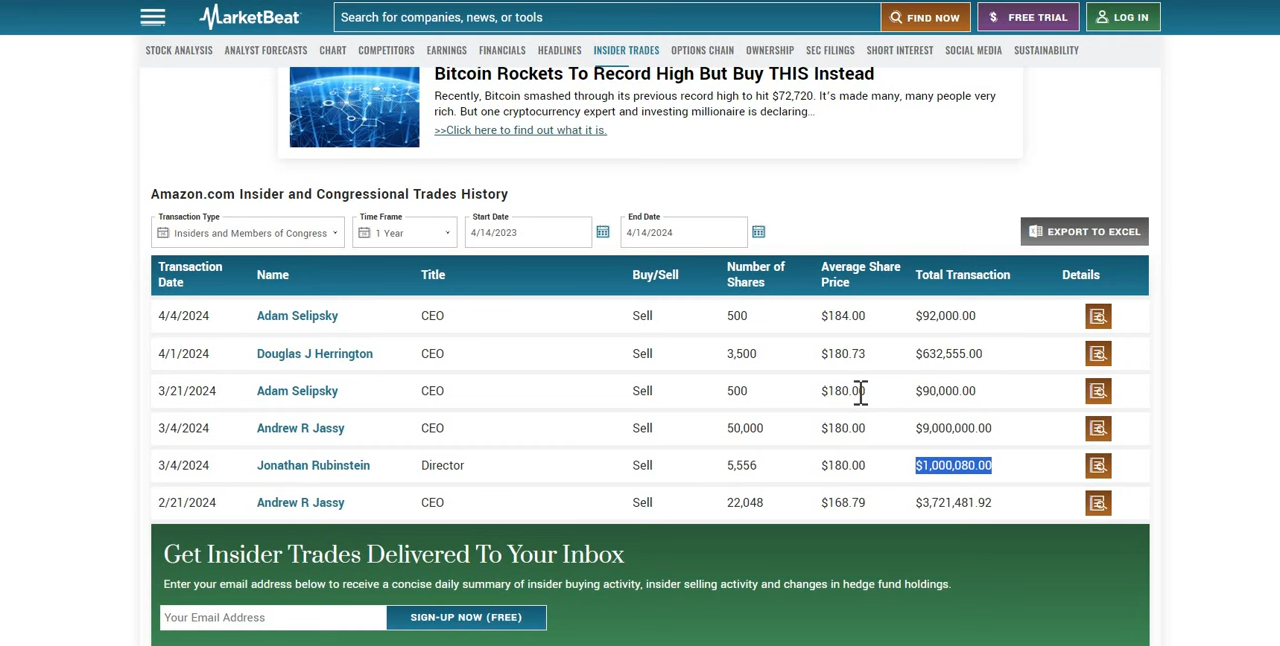 MarketBeat
Search for companies, news, or tools
FIND NOW
$ FREE TRIAL
LOG IN
STOCK ANALYSIS ANALYST FORECASTS CHART COMPETITORS EARNINGS FINANCIALS HEADLINES INSIDER TRADES OPTIONS CHAIN OWNERSHIP SEC FILINGS SHORT INTEREST SOCIAL MEDIA SUSTAINABILITY
Bitcoin Rockets To Record High But Buy THIS Instead
Recently, Bitcoin smashed through its previous record high to hit $72,720. It's made many, many people very
rich. But one cryptocurrency expert and investing millionaire is declaring...
>>Click here to find out what it is.
Amazon.com Insider and Congressional Trades History
Transaction Type Time Frame Start Date End Date
Insiders and Members of Congress 1 Year 4/14/2023 4/14/2024 EXPORT TO EXCEL
Transaction Date Name Title Buy/Sell Number of Shares Average Share Price Total Transaction Details
4/4/2024 Adam Selipsky CEO Sell 500 $184.00 $92,000.00
4/1/2024 Douglas J Herrington CEO Sell 3,500 $180.73 $632,555.00
3/21/2024 Adam Selipsky CEO Sell 500 $180.00 $90,000.00
3/4/2024 Andrew R Jassy CEO Sell 50,000 $180.00 $9,000,000.00
3/4/2024 Jonathan Rubinstein Director Sell 5,556 $180.00 $1,000,080.00
2/21/2024 Andrew R Jassy CEO Sell 22,048 $168.79 $3,721,481.92
Get Insider Trades Delivered To Your Inbox
Enter your email address below to receive a concise daily summary of insider buying activity, insider selling activity and changes in hedge fund holdings.
Your Email Address SIGN-UP NOW (FREE)